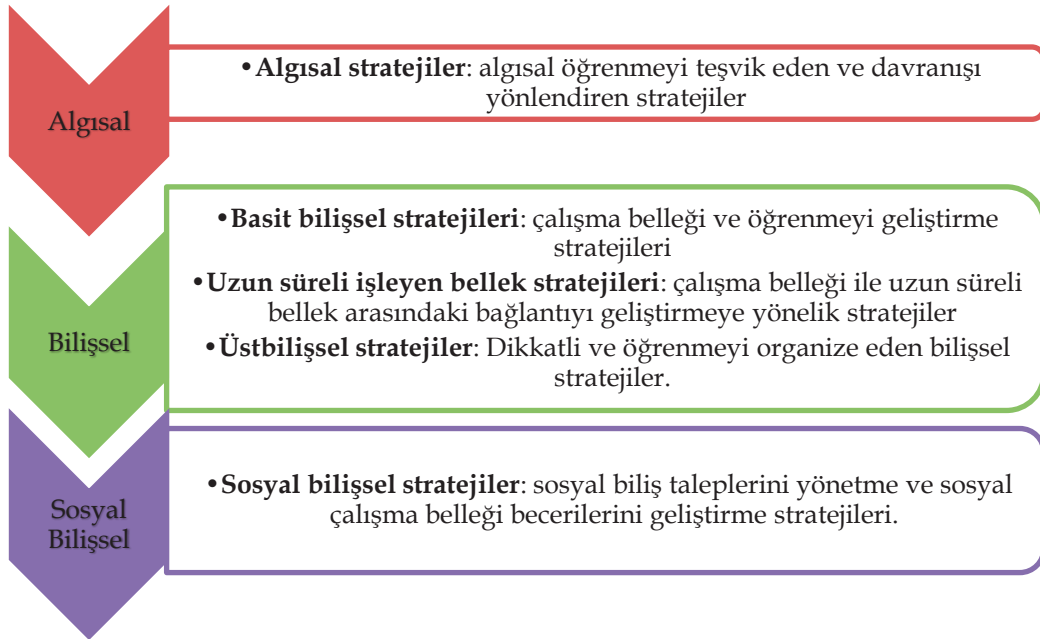 Algısal
•Algısal stratejiler: algısal öğrenmeyi teşvik eden ve davranışı
yönlendiren stratejiler
Bilişsel
•Basit bilişsel stratejileri: çalışma belleği ve öğrenmeyi geliştirme
stratejileri
•Uzun süreli işleyen bellek stratejileri: çalışma belleği ile uzun süreli
bellek arasındaki bağlantıyı geliştirmeye yönelik stratejiler
•Üstbilişsel stratejiler: Dikkatli ve öğrenmeyi organize eden bilişsel
stratejiler.
Sosyal
Bilişsel
•Sosyal bilişsel stratejiler: sosyal biliş taleplerini yönetme ve sosyal
çalışma belleği becerilerini geliştirme stratejileri.